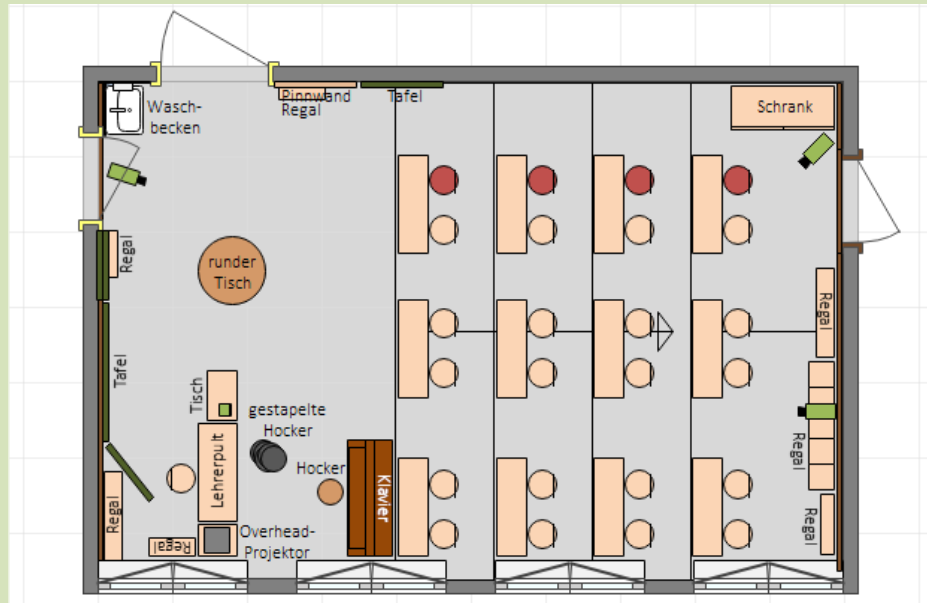 Wasch-
becken
Pinnwand
Regal
Tafel
Schrank
Regal
runder
Tisch
Regal
Tafel
Tisch
gestapelte
Hocker
Lehrerpult
Hocker
Klavier
Regal
Regal
Regal
Overhead-
Projektor
Regal